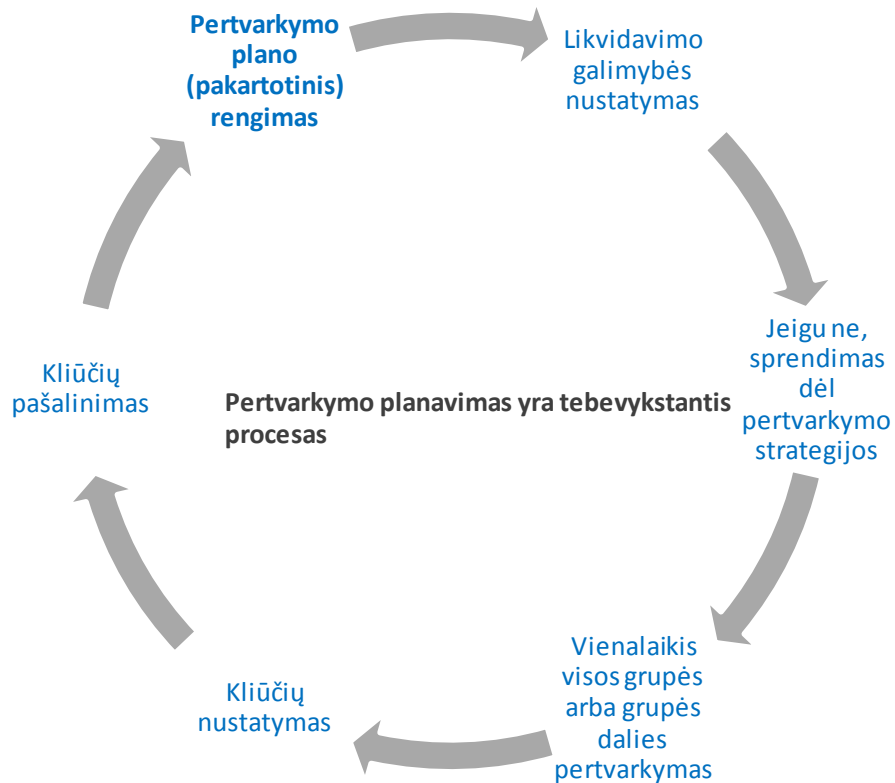 Pertvarkymo
plano
(pakartotinis)
rengimas
Likvidavimo
galimybės
nustatymas
Jeigu ne,
sprendimas
dėl
pertvarkymo
strategijos
Vienalaikis
visos grupės
arba grupės
dalies
pertvarkymas
Kliūčių
nustatymas
Kliūčių
pašalinimas
Pertvarkymo planavimas yra tebevykstantis
procesas